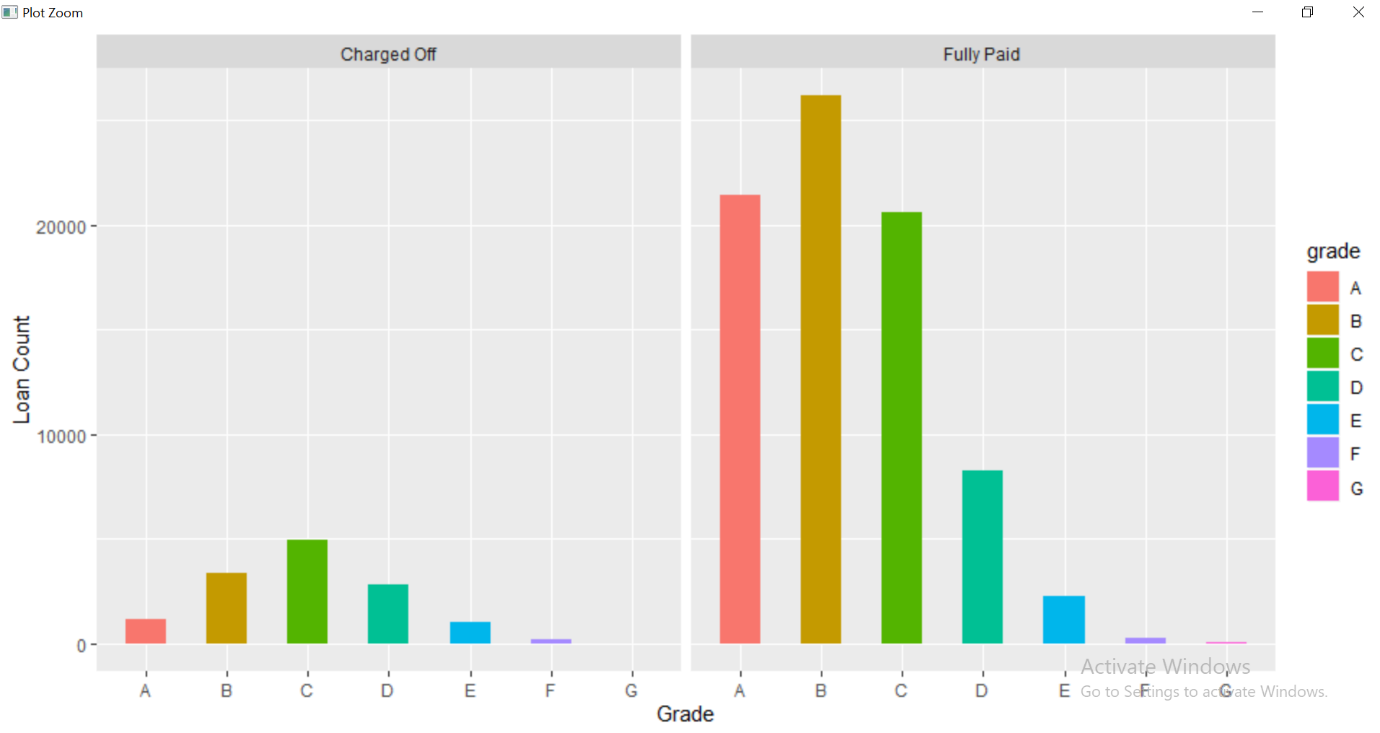 Plot Zoom
Charged Off
Fully Paid
20000
10000
0
Loan Count
A B C D E F G
A B C D E F G
Grade
grade
A
B
C
D
E
F
G
Activate Windows
Go to Settings to activate Windows.